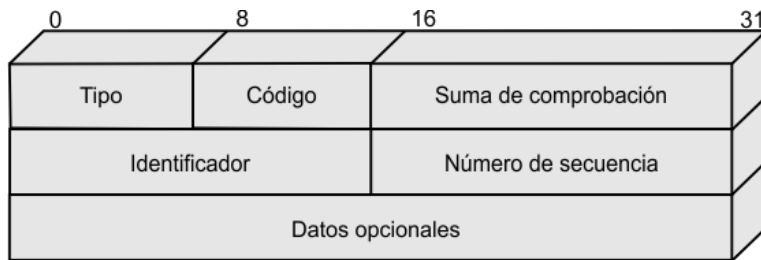 0 8 16 31
Tipo Código Suma de comprobación
Identificador Número de secuencia
Datos opcionales